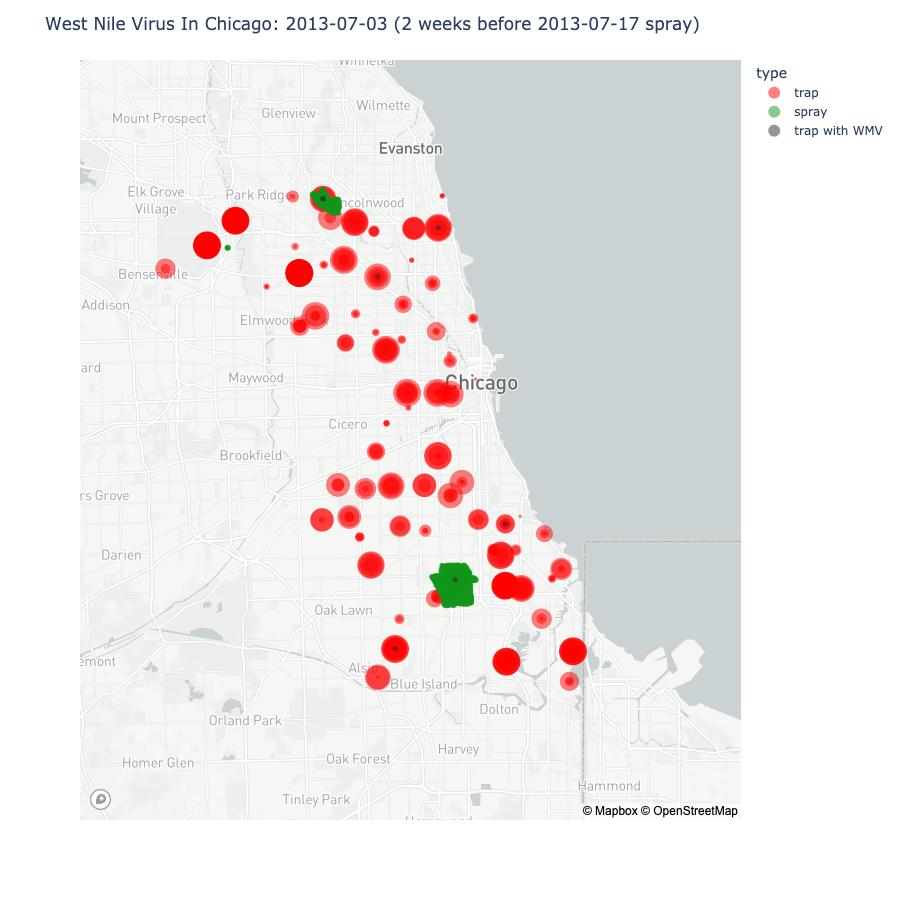 West Nile Virus In Chicago: 2013-07-03 (2 weeks before 2013-07-17 spray)
type
trap
spray
trap with WMV
Winnetka
Wilmette
Glenview
Mount Prospect
Evanston
Elk Grove
Village
Park Ridge
ncolnwood
Bensenville
Addison
Elmwood Park
ard
Maywood
Chicago
Cicero
Brookfield
rs Grove
Darien
Oak Lawn
emont
Alsip
Blue Island
Dolton
Orland Park
Harvey
Homer Glen
Oak Forest
Hammond
Tinley Park
Homewood
© Mapbox © OpenStreetMap